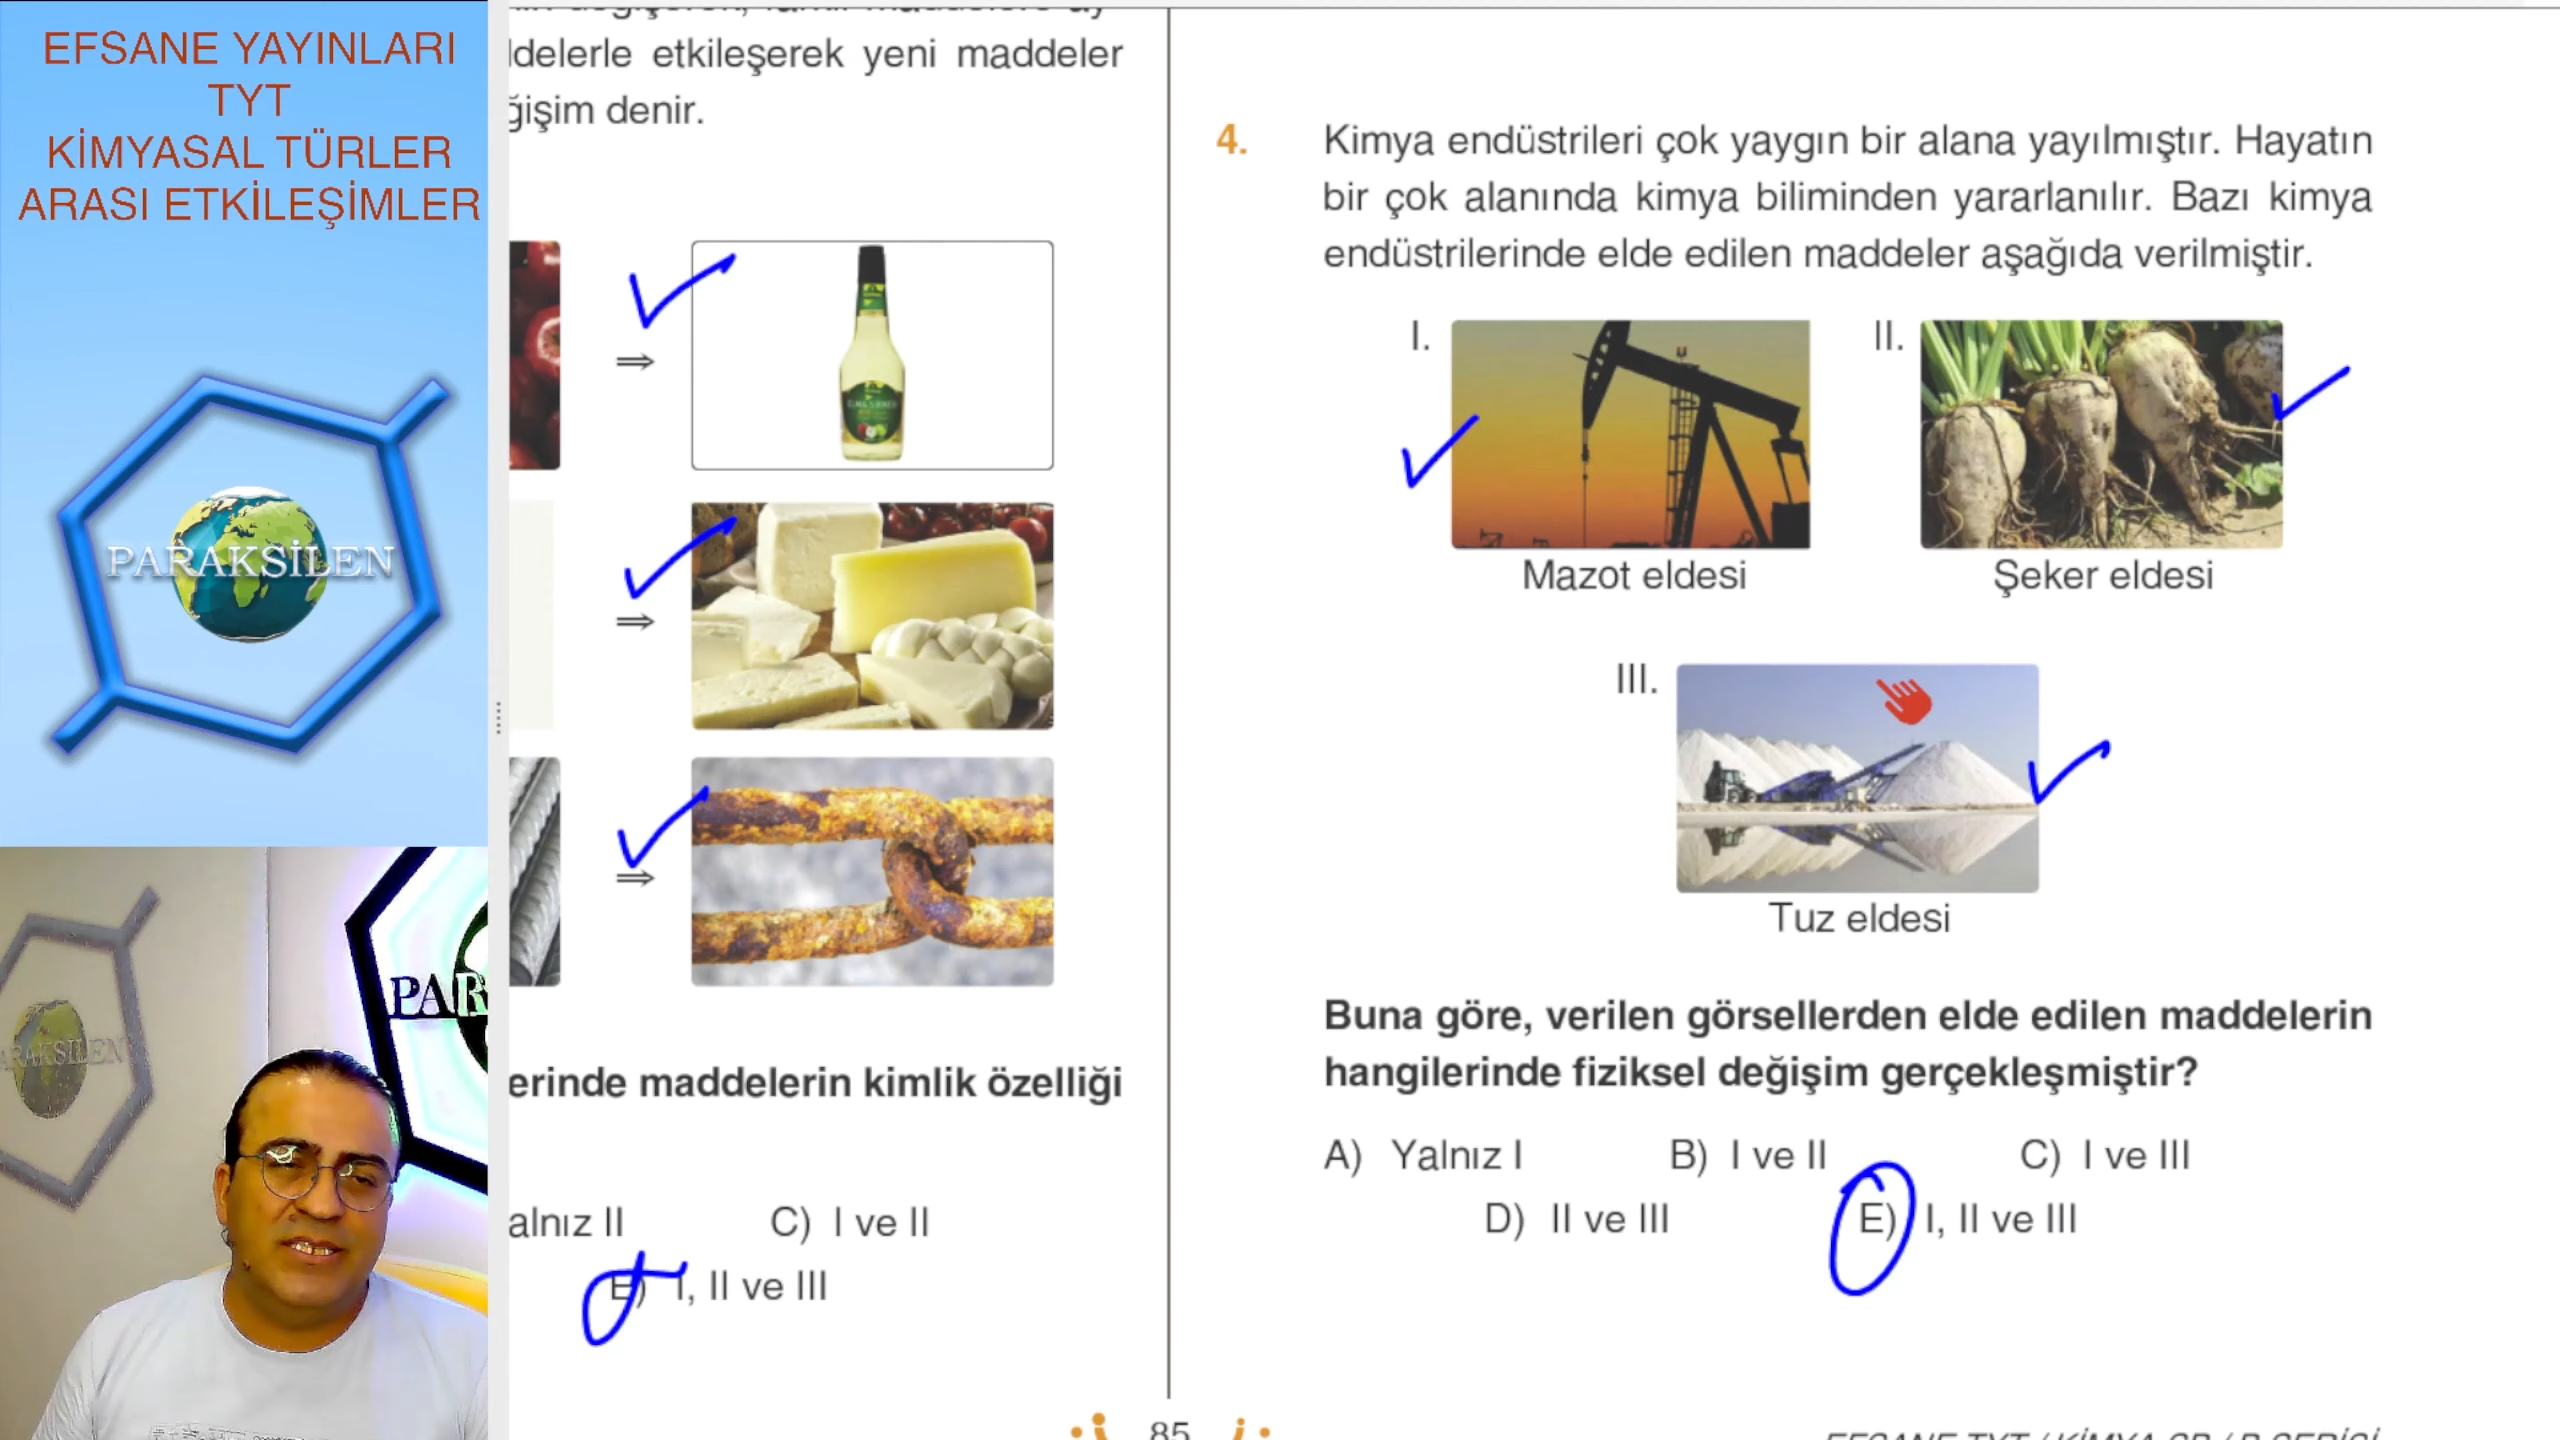 EFSANE YAYINLARI
TYT
KİMYASAL TÜRLER
ARASI ETKİLEŞİMLER
PARAKSİLEN
PAR
ddelerle etkileşerek yeni maddeler
ğişim denir.
erinde maddelerin kimlik özelliği
alnız II
C) I ve II
E) I, II ve III
4. Kimya endüstrileri çok yaygın bir alana yayılmıştır. Hayatın
bir çok alanında kimya biliminden yararlanılır. Bazı kimya
endüstrilerinde elde edilen maddeler aşağıda verilmiştir.
I.
II.
Mazot eldesi
Şeker eldesi
III.
Tuz eldesi
Buna göre, verilen görsellerden elde edilen maddelerin
hangilerinde fiziksel değişim gerçekleşmiştir?
A) Yalnız I
B) I ve II
C) I ve III
D) II ve III
E) I, II ve III
85